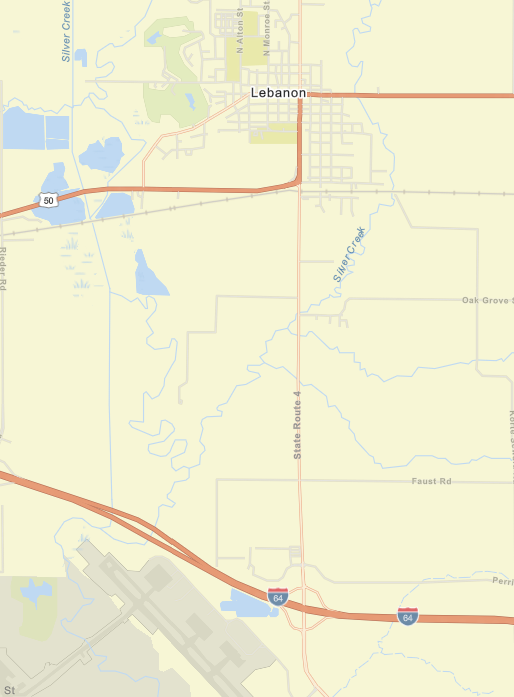 Silver Creek
N Alton St
N Monroe St
Lebanon
50
Rieder Rd
Silver Creek
Oak Grove S
State Route 4
Faust Rd
Perri
64
64
St